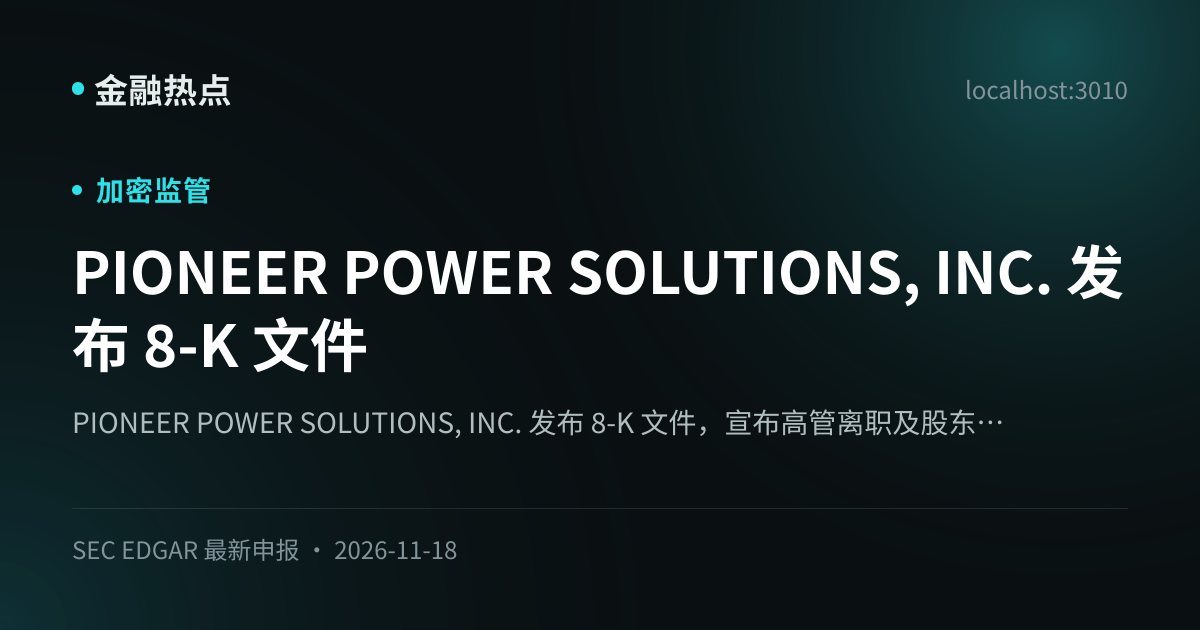 金融热点
localhost:3010
加密监管
PIONEER POWER SOLUTIONS, INC. 发
布 8-K 文件
PIONEER POWER SOLUTIONS, INC. 发布 8-K 文件，宣布高管离职及股东…
SEC EDGAR 最新申报 · 2026-11-18